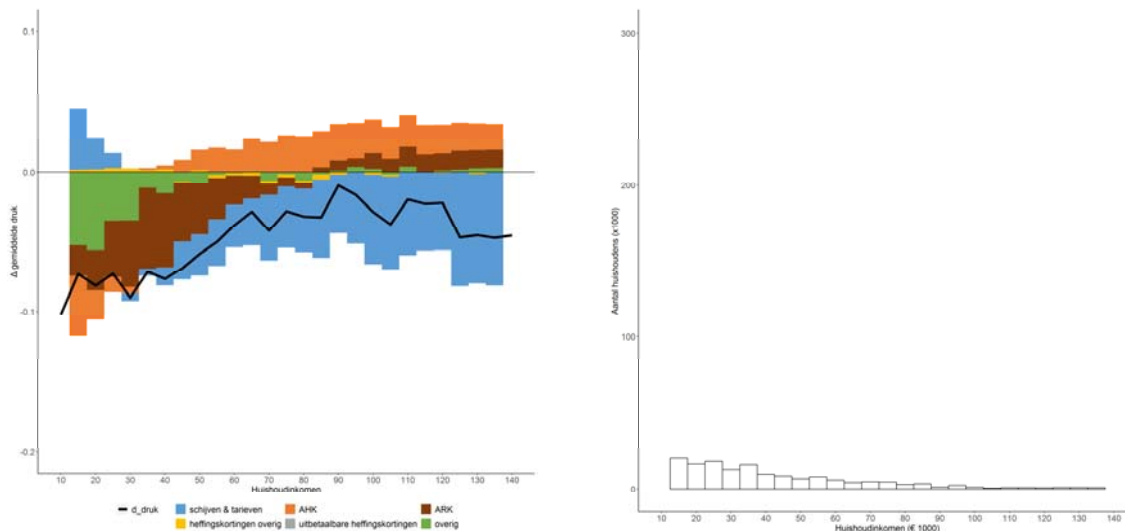 0.1
0.0
-0.1
-0.2
Δ gemiddelde druk
10 20 30 40 50 60 70 80 90 100 110 120 130 140
Huishoudinkomen
d_druk schijven & tarieven AHK ARK
heffingskortingen overig uitbetaalbare heffingskortingen overig
300
200
100
0
Aantal huishoudens (x1000)
10 20 30 40 50 60 70 80 90 100 110 120 130 140
Huishoudinkomen (€ 1000)